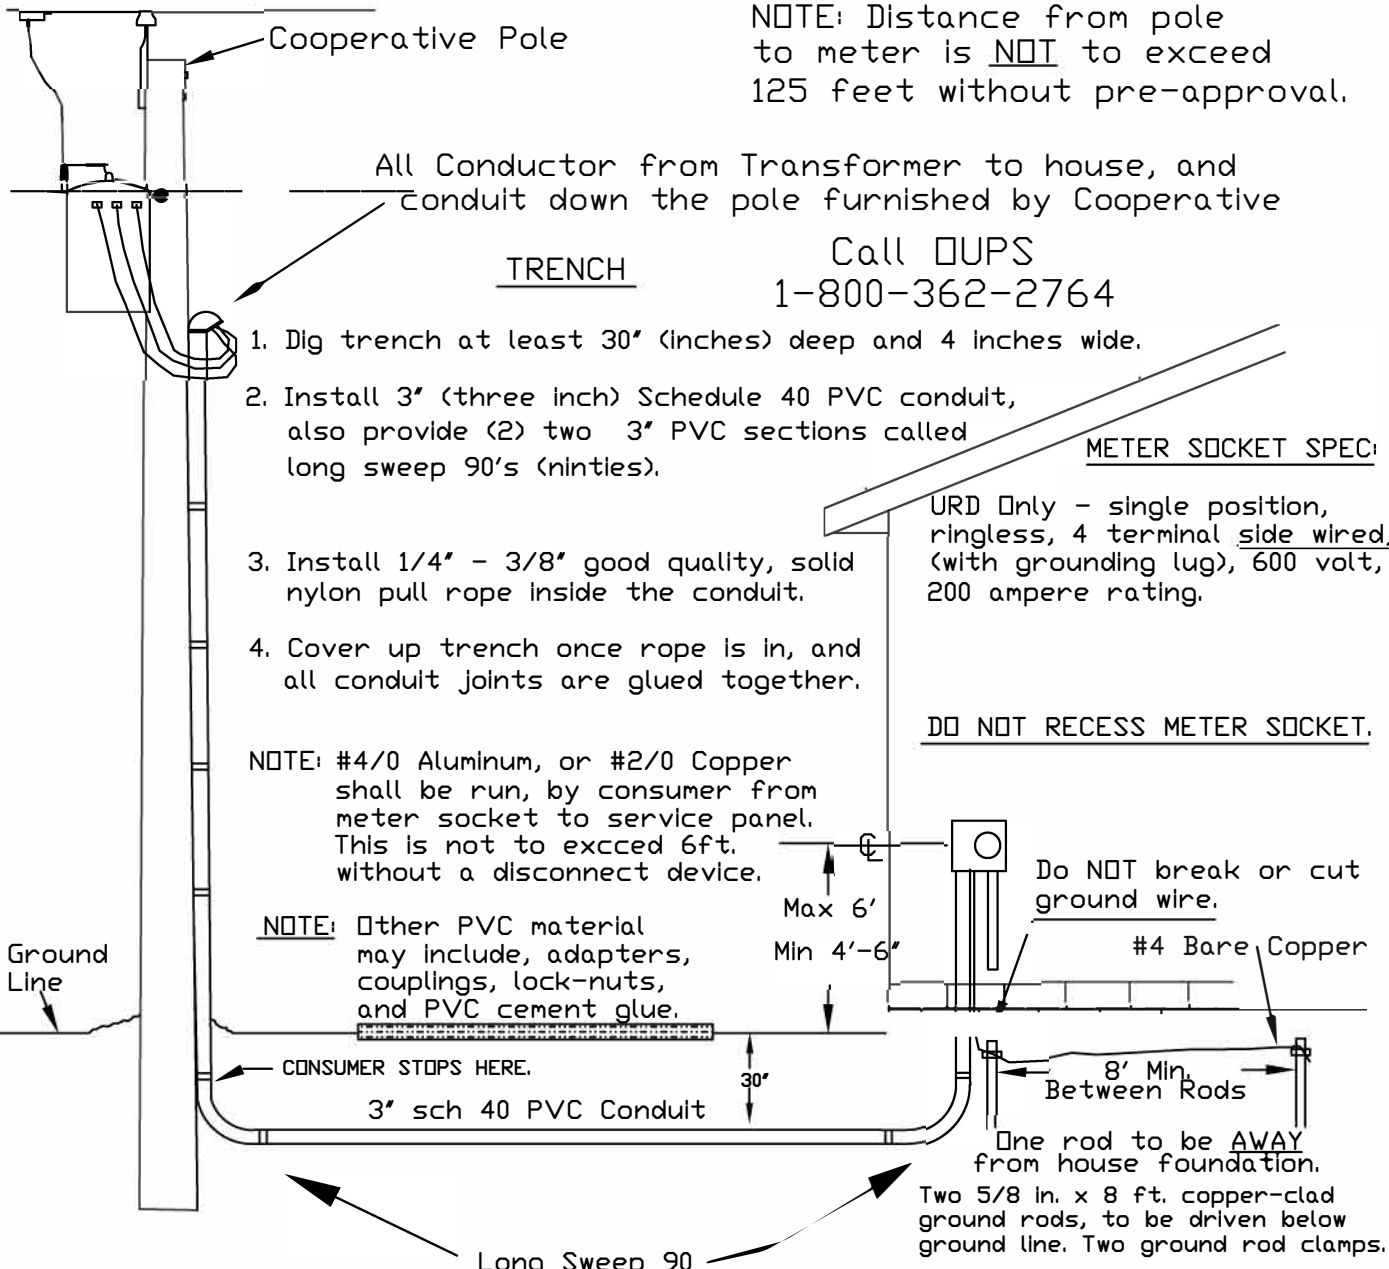 NOTE: Distance from pole
to meter is NOT to exceed
125 feet without pre-approval.
Cooperative Pole
All Conductor from Transformer to house, and
conduit down the pole furnished by Cooperative
Call OUPS
1-800-362-2764
TRENCH
1. Dig trench at least 30" (inches) deep and 4 inches wide.
2. Install 3" (three inch) Schedule 40 PVC conduit,
also provide (2) two 3" PVC sections called
long sweep 90's (ninties).
3. Install 1/4" - 3/8" good quality, solid
nylon pull rope inside the conduit.
4. Cover up trench once rope is in, and
all conduit joints are glued together.
NOTE: #4/0 Aluminum, or #2/0 Copper
shall be run, by consumer from
meter socket to service panel.
This is not to excced 6ft.
without a disconnect device.
NOTE: Other PVC material
may include, adapters,
couplings, lock-nuts,
and PVC cement glue.
METER SOCKET SPEC:
URD Only - single position,
ringless, 4 terminal side wired,
(with grounding lug), 600 volt,
200 ampere rating.
DO NOT RECESS METER SOCKET.
℄
Max 6'
Min 4'-6"
Do NOT break or cut
ground wire.
#4 Bare Copper
Ground
Line
CONSUMER STOPS HERE.
30"
3" sch 40 PVC Conduit
8' Min.
Between Rods
One rod to be AWAY
from house foundation.
Two 5/8 in. x 8 ft. copper-clad
ground rods, to be driven below
ground line. Two ground rod clamps.
Long Sweep 90